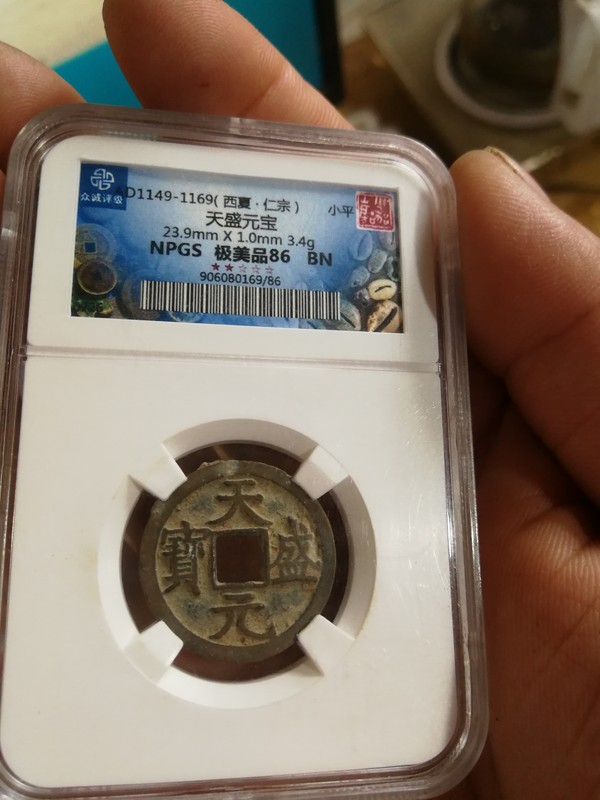 众诚评级
AD1149-1169(西夏·仁宗)
小平
天盛元宝
23.9mm X 1.0mm 3.4g
NPGS 极美品86 BN
906080169/86
天
寶 盛
元